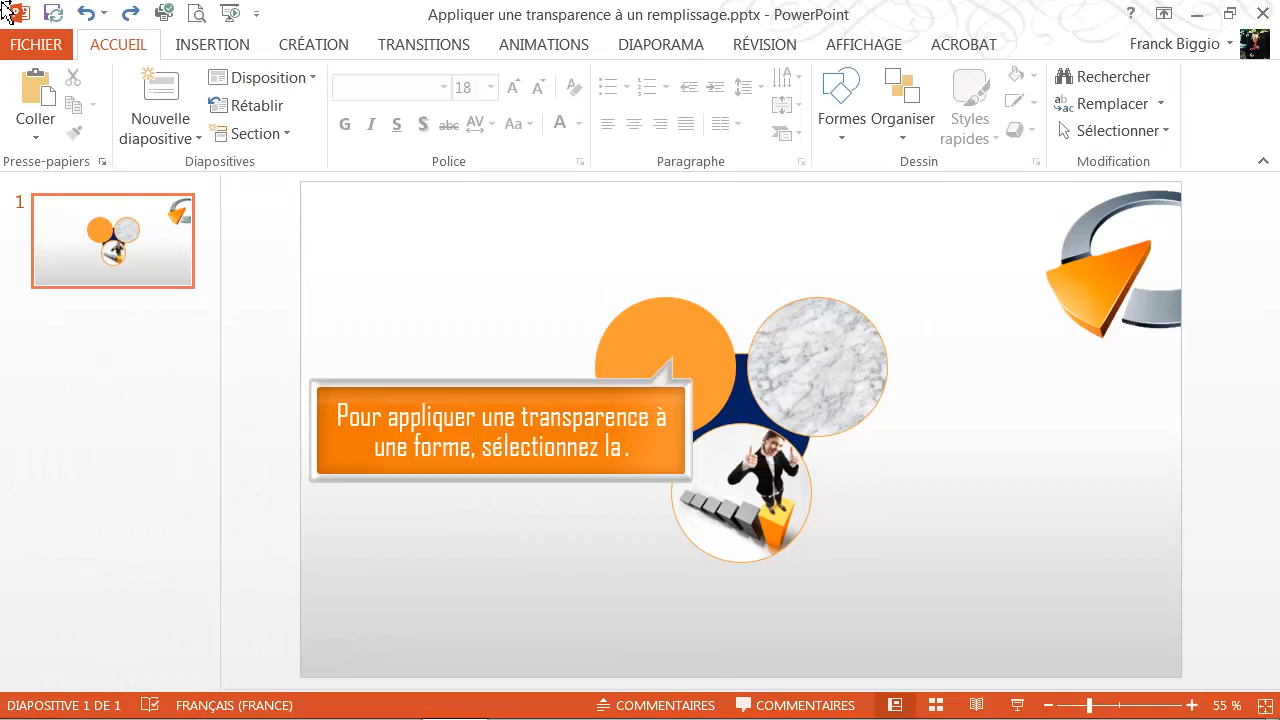 Appliquer une transparence à un remplissage.pptx - PowerPoint
?
FICHIER ACCUEIL INSERTION CRÉATION TRANSITIONS ANIMATIONS DIAPORAMA RÉVISION AFFICHAGE ACROBAT Franck Biggio
Coller
Nouvelle diapositive
Disposition
Rétablir
Section
18
G I S S abc AV Aa A
Formes
Organiser
Styles rapides
Rechercher
Remplacer
Sélectionner
Presse-papiers Diapositives Police Paragraphe Dessin Modification
1
Pour appliquer une transparence à
une forme, sélectionnez la .
DIAPOSITIVE 1 DE 1 FRANÇAIS (FRANCE) COMMENTAIRES COMMENTAIRES 55 %